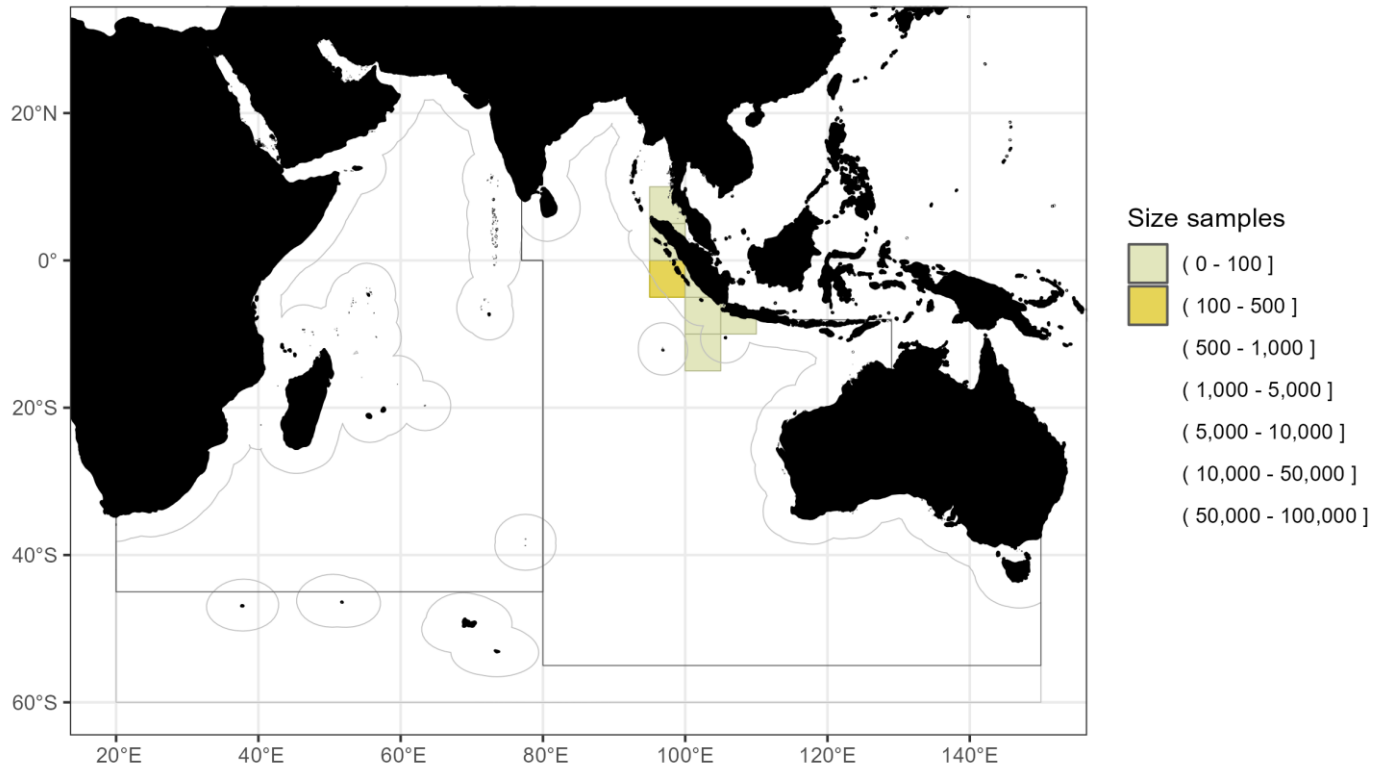 20°N
0°
20°S
40°S
60°S
20°E
40°E
60°E
80°E
100°E
120°E
140°E
Size samples
( 0 - 100 ]
( 100 - 500 ]
( 500 - 1,000 ]
( 1,000 - 5,000 ]
( 5,000 - 10,000 ]
( 10,000 - 50,000 ]
( 50,000 - 100,000 ]